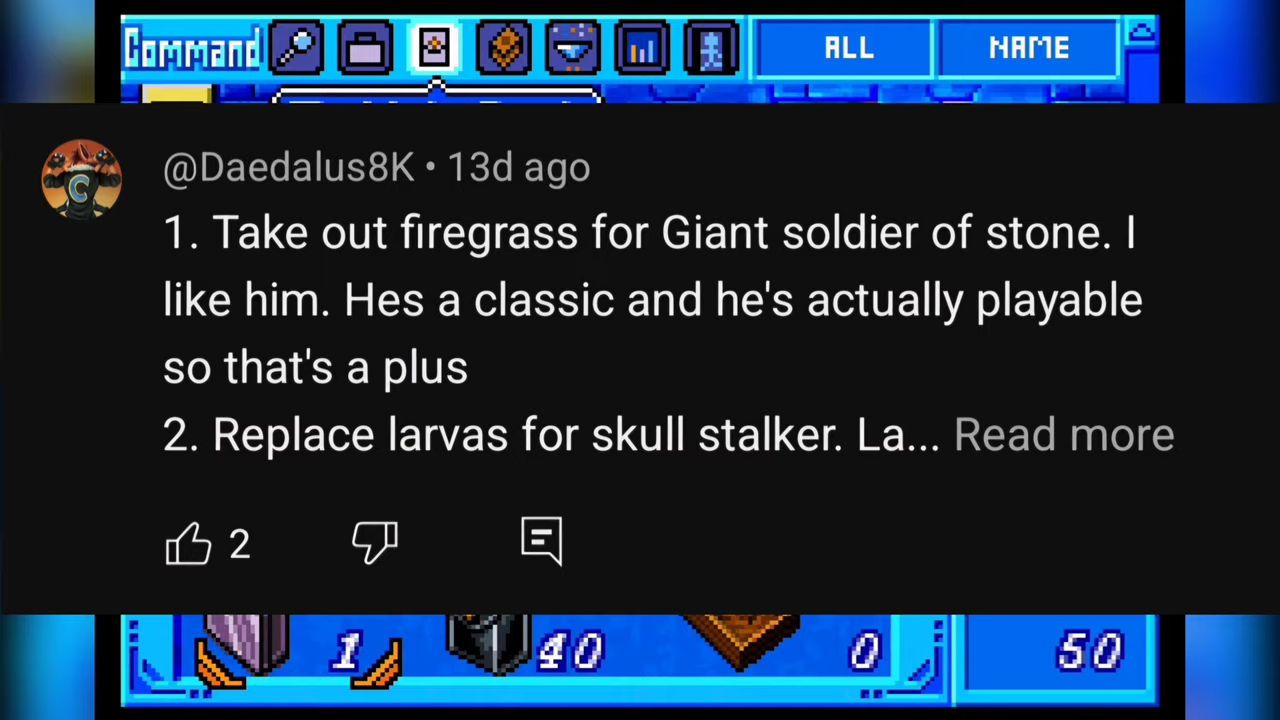 Command
ALL
NAME
@Daedalus8K • 13d ago
1. Take out firegrass for Giant soldier of stone. I
like him. Hes a classic and he's actually playable
so that's a plus
2. Replace larvas for skull stalker. La... Read more
2
1
40
0
50